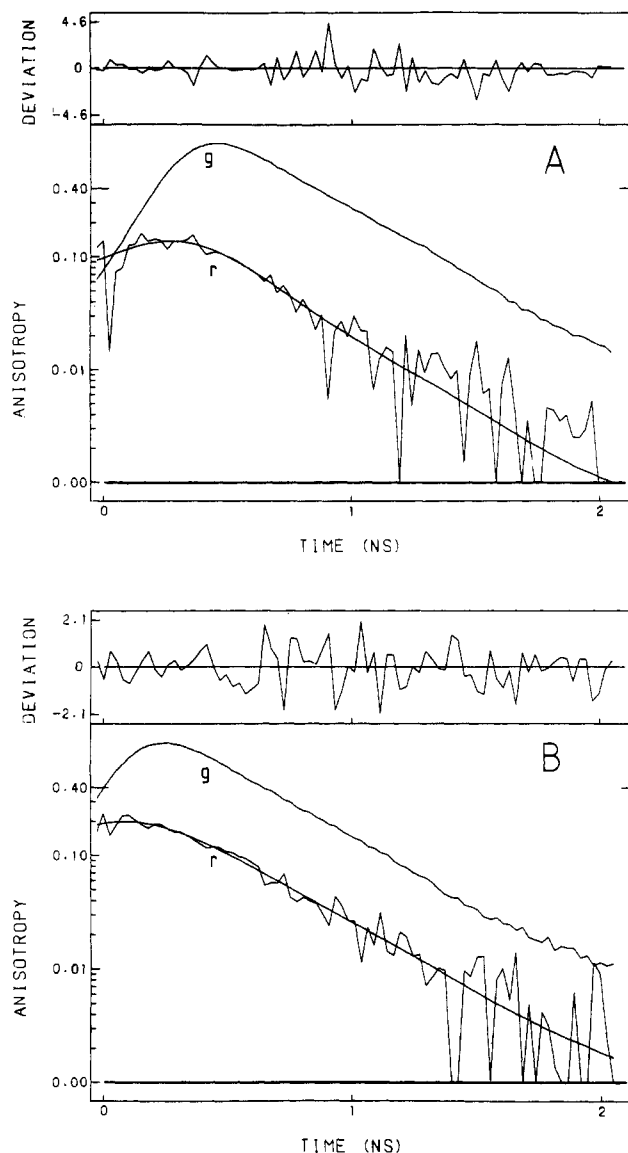 4.6
DEVIATION
0
-4.6
g
A
0.40
0.10
r
ANISOTROPY
0.01
0.00
0
1
2
TIME (NS)
2.1
DEVIATION
0
-2.1
B
g
0.40
0.10
r
ANISOTROPY
0.01
0.00
0
1
2
TIME (NS)